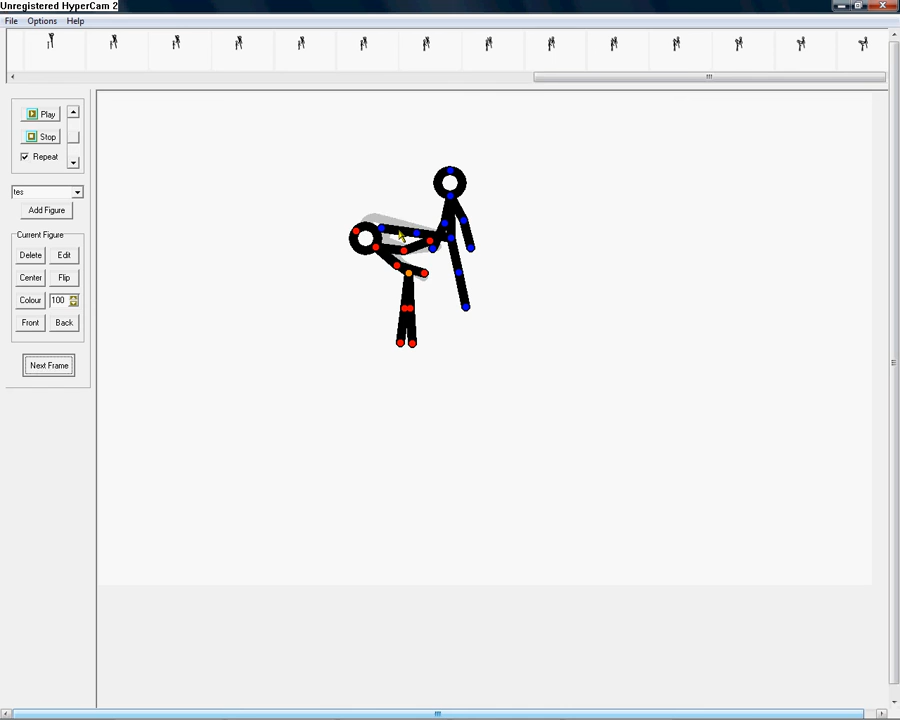 Unregistered HyperCam 2
File Options Help
Play
Stop
Repeat
tes
Add Figure
Current Figure
Delete Edit
Center Flip
Colour 100
Front Back
Next Frame